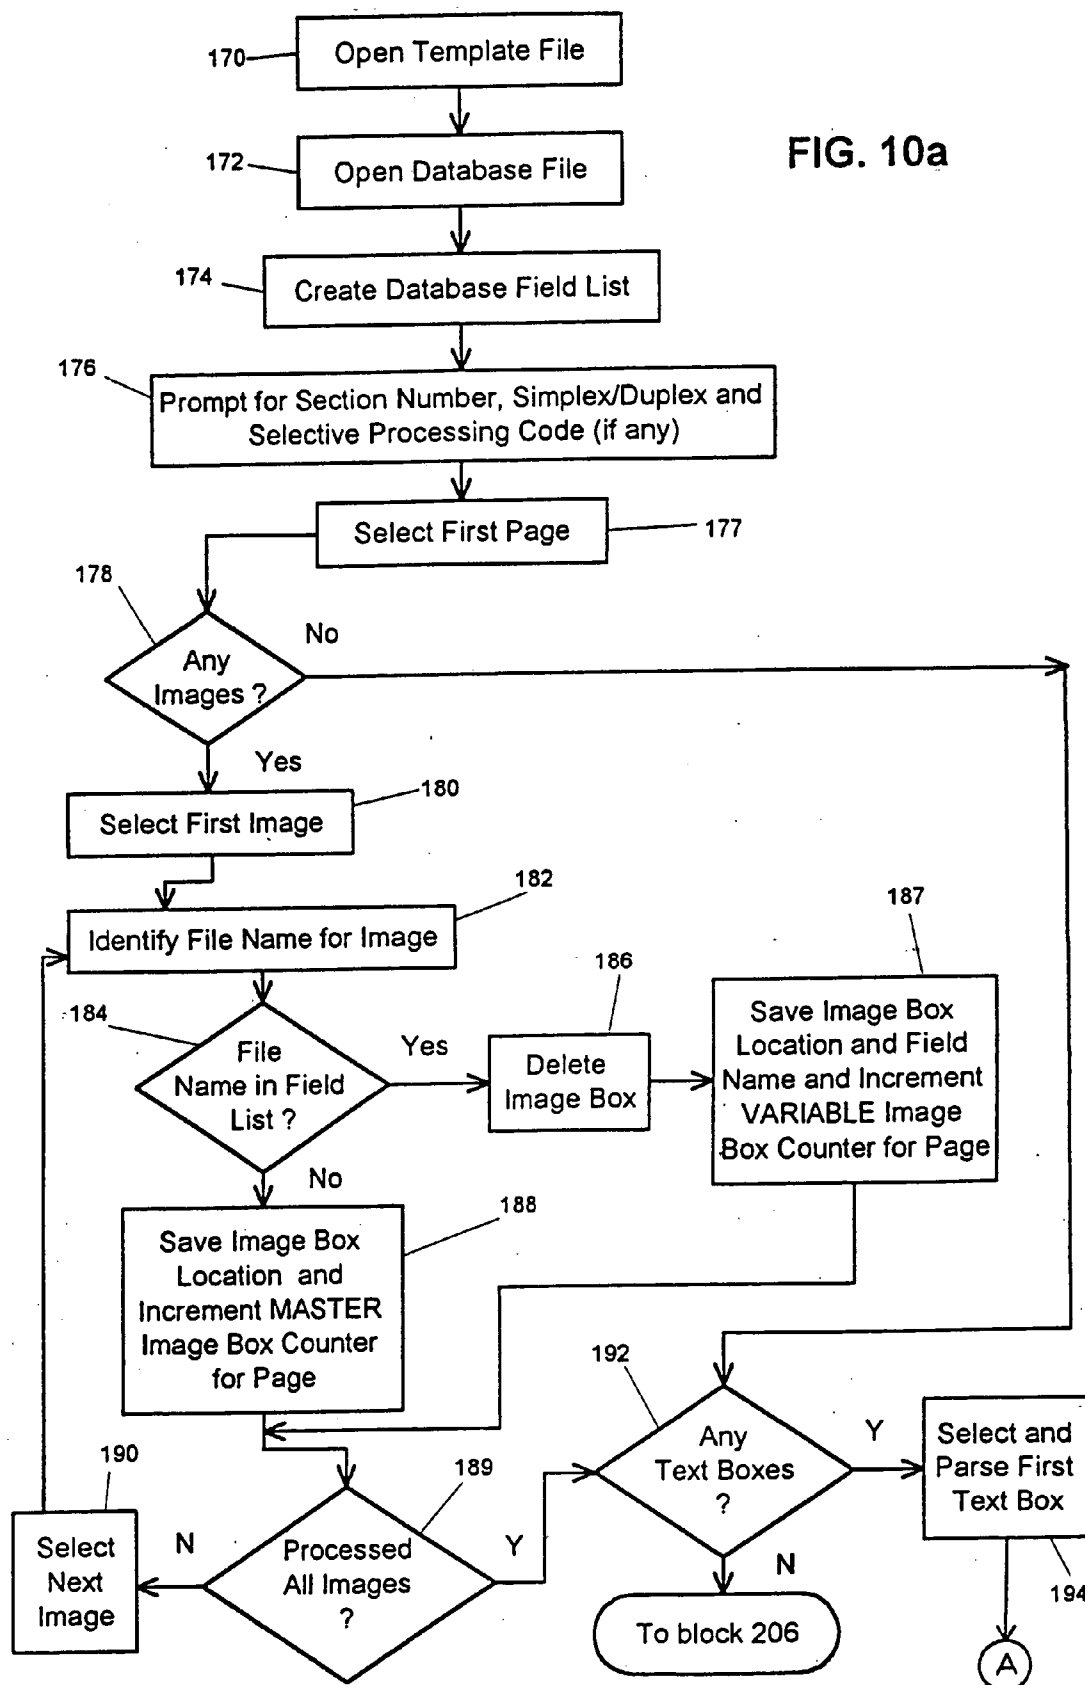 170
Open Template File
FIG. 10a
172
Open Database File
174
Create Database Field List
176
Prompt for Section Number, Simplex/Duplex and
Selective Processing Code (if any)
Select First Page
177
178
Any
Images ?
No
Yes
180
Select First Image
182
Identify File Name for Image
184
File
Name in Field
List ?
Yes
No
186
Delete
Image Box
187
Save Image Box
Location and Field
Name and Increment
VARIABLE Image
Box Counter for Page
188
Save Image Box
Location and
Increment MASTER
Image Box Counter
for Page
189
Processed
All Images
?
N
Y
190
Select
Next
Image
192
Any
Text Boxes
?
Y
N
Select and
Parse First
Text Box
194
To block 206
A